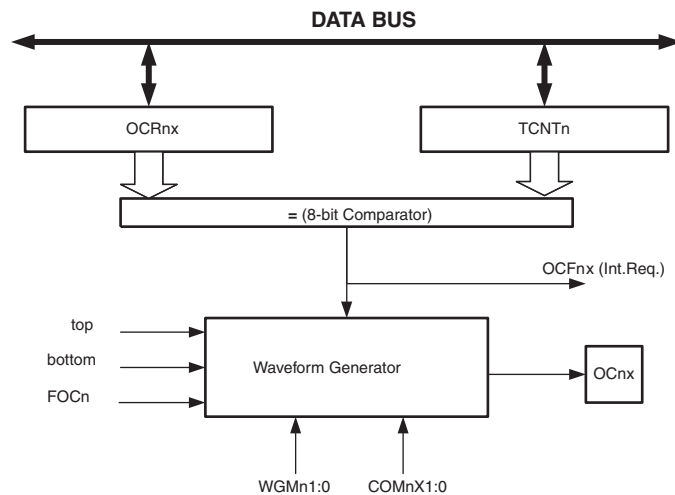 DATA BUS
OCRnx
TCNTn
= (8-bit Comparator)
OCFnx (Int.Req.)
top
bottom
FOCn
Waveform Generator
OCnx
WGMn1:0
COMnX1:0